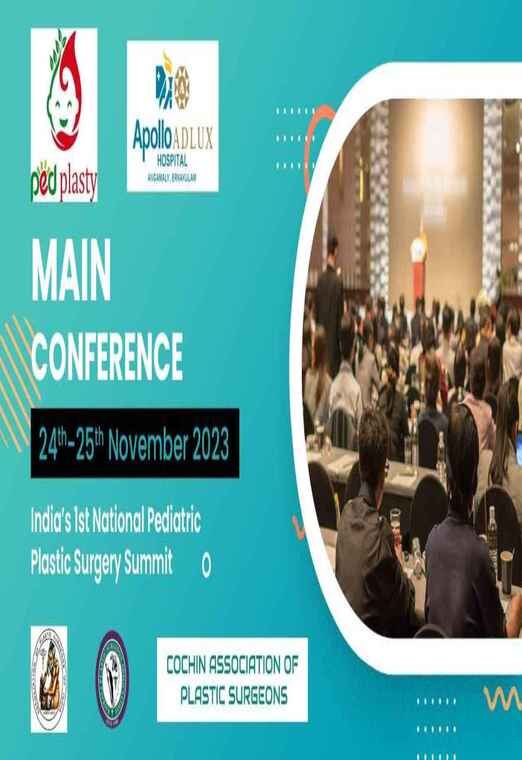 ped plasty
Apollo ADLUX
HOSPITAL
ANGAMALY, ERNAKULAM
MAIN
CONFERENCE
24th-25th November 2023
India's 1st National Pediatric
Plastic Surgery Summit
COCHIN ASSOCIATION OF
PLASTIC SURGEONS